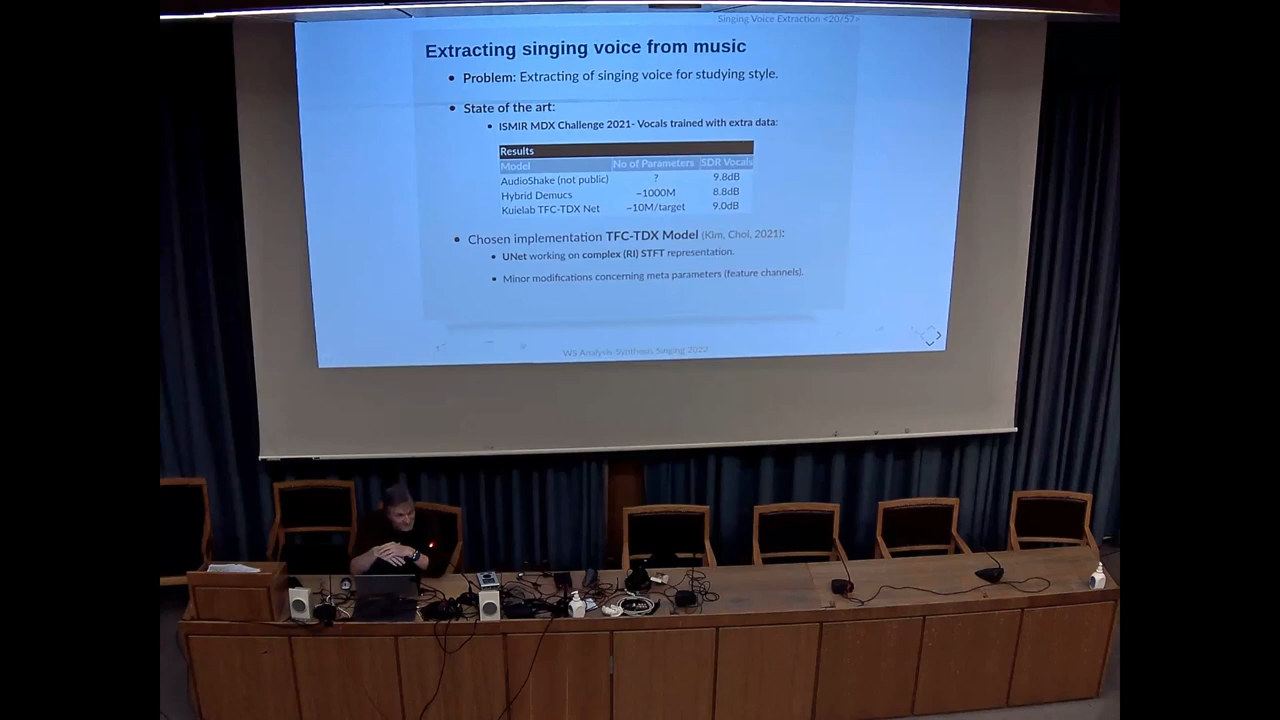 Singing Voice Extraction <20/57>
Extracting singing voice from music
• Problem: Extracting of singing voice for studying style.
• State of the art:
• ISMIR MDX Challenge 2021- Vocals trained with extra data:
Results
Model No of Parameters SDR Vocals
AudioShake (not public) ? 9.8dB
Hybrid Demucs ~1000M 8.8dB
Kuielab TFC-TDX Net ~10M/target 9.0dB
• Chosen implementation TFC-TDX Model (Kim, Choi, 2021):
• UNet working on complex (RI) STFT representation.
• Minor modifications concerning meta parameters (feature channels).
WS Analysis Synthesis Singing 2022